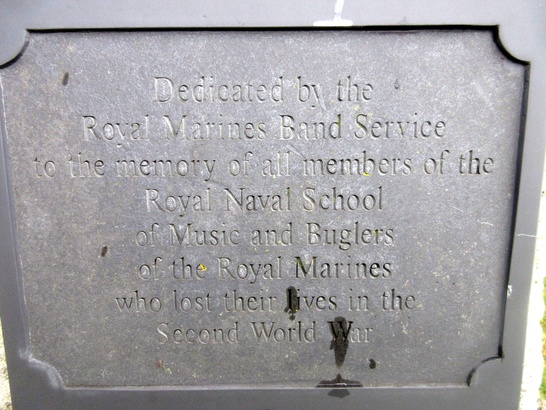 Dedicated by the
Royal Marines Band Service
to the memory of all members of the
Royal Naval School
of Music and Buglers
of the Royal Marines
who lost their lives in the
Second World War